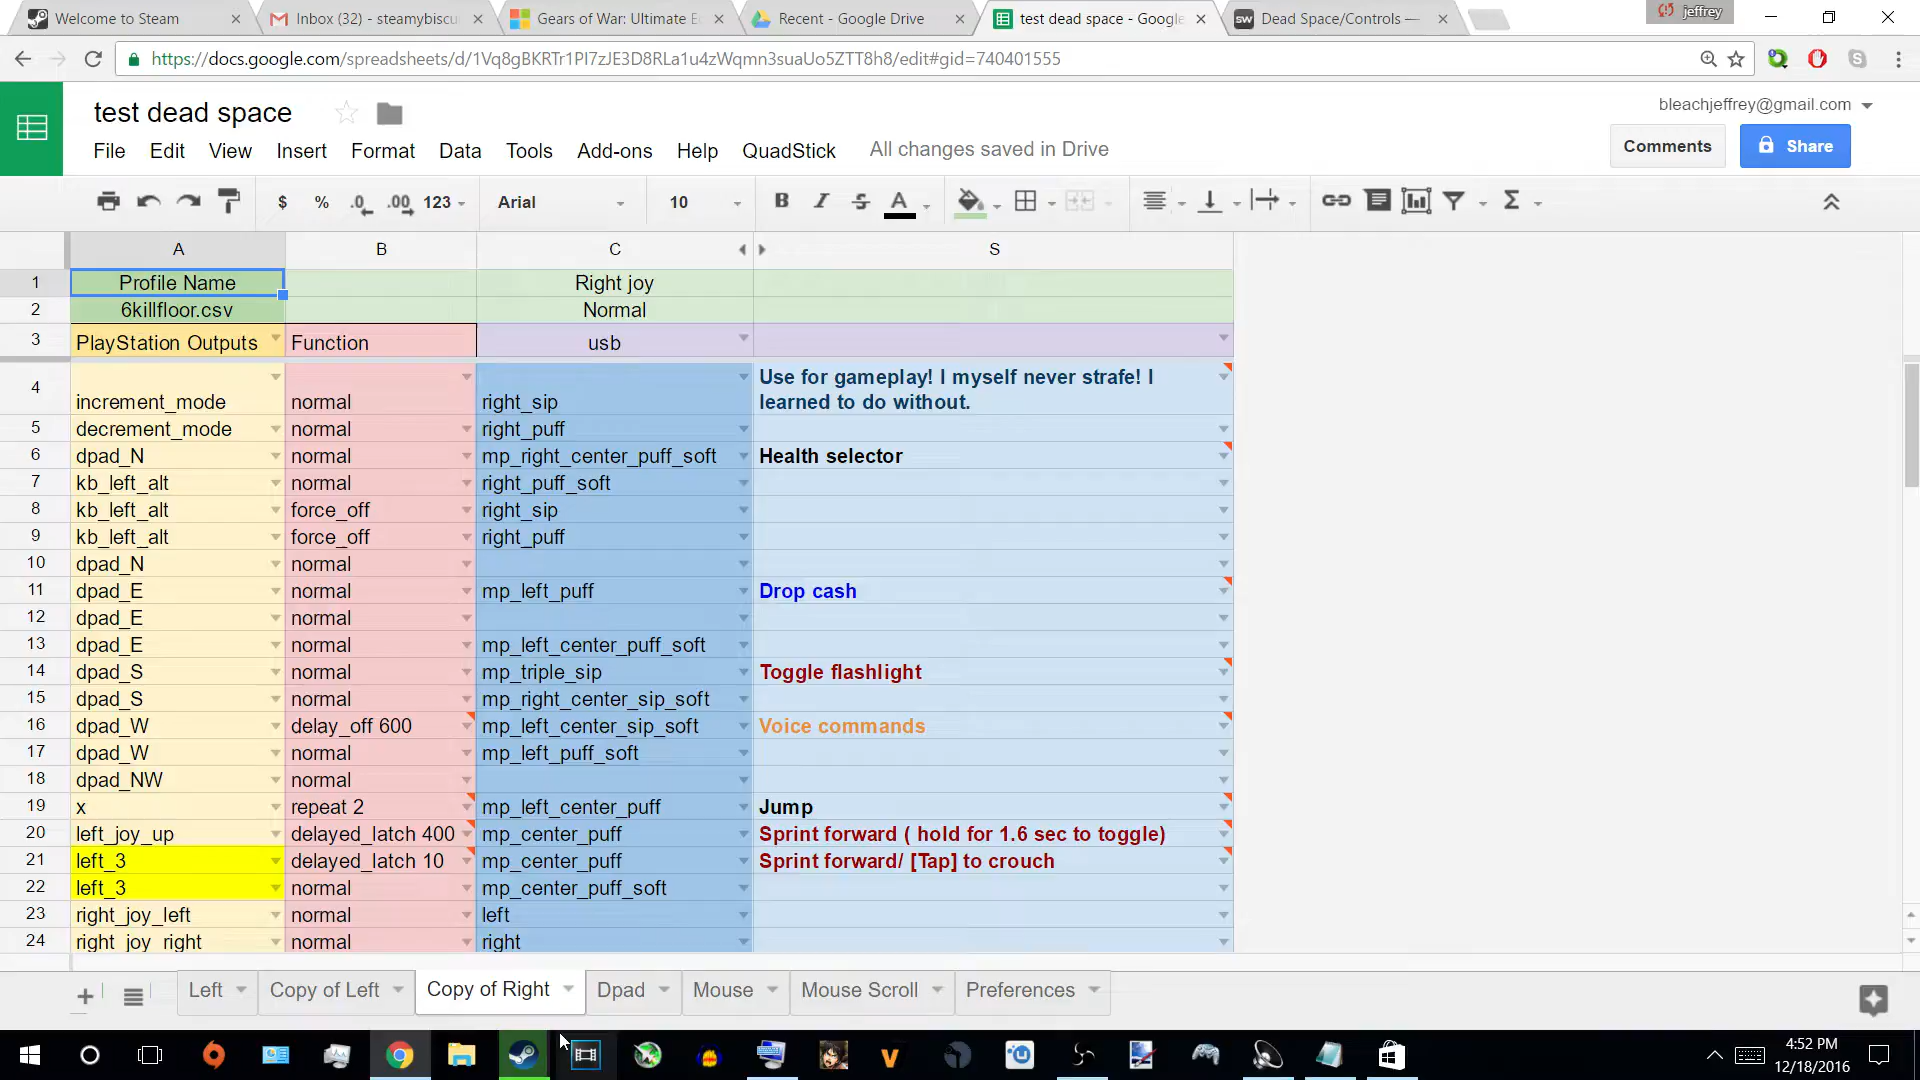 Welcome to Steam
Inbox (32) - steamybiscu
Gears of War: Ultimate E
Recent - Google Drive
test dead space - Google
Dead Space/Controls —
jeffrey
https://docs.google.com/spreadsheets/d/1Vq8gBKRTr1PI7zJE3D8RLa1u4zWqmn3suaUo5ZTT8h8/edit#gid=740401555
test dead space
bleachjeffrey@gmail.com
File Edit View Insert Format Data Tools Add-ons Help QuadStick All changes saved in Drive
Comments
Share
$ % .0 .00 123 Arial 10 B I S A Σ
A B C S
1 Profile Name Right joy
2 6killfloor.csv Normal
3 PlayStation Outputs Function usb
4 increment_mode normal right_sip Use for gameplay! I myself never strafe! I
learned to do without.
5 decrement_mode normal right_puff
6 dpad_N normal mp_right_center_puff_soft Health selector
7 kb_left_alt normal right_puff_soft
8 kb_left_alt force_off right_sip
9 kb_left_alt force_off right_puff
10 dpad_N normal
11 dpad_E normal mp_left_puff Drop cash
12 dpad_E normal
13 dpad_E normal mp_left_center_puff_soft
14 dpad_S normal mp_triple_sip Toggle flashlight
15 dpad_S normal mp_right_center_sip_soft
16 dpad_W delay_off 600 mp_left_center_sip_soft Voice commands
17 dpad_W normal mp_left_puff_soft
18 dpad_NW normal
19 x repeat 2 mp_left_center_puff Jump
20 left_joy_up delayed_latch 400 mp_center_puff Sprint forward ( hold for 1.6 sec to toggle)
21 left_3 delayed_latch 10 mp_center_puff Sprint forward/ [Tap] to crouch
22 left_3 normal mp_center_puff_soft
23 right_joy_left normal left
24 right_joy_right normal right
Left Copy of Left Copy of Right Dpad Mouse Mouse Scroll Preferences
4:52 PM
12/18/2016